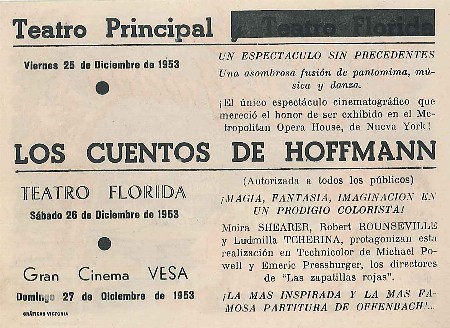 Teatro Principal y Teatro Florida
Viernes 25 de Diciembre de 1953
UN ESPECTACULO SIN PRECEDENTES
Una asombrosa fusión de pantomima, mú-
sica y danza.
¡El único espectáculo cinematográfico que
mereció el honor de ser exhibido en el Me-
tropolitan Opera House, de Nueva York!
LOS CUENTOS DE HOFFMANN
TEATRO FLORIDA
Sábado 26 de Diciembre de 1953
Gran Cinema VESA
Domingo 27 de Diciembre de 1953
GRÁFICAS VICTORIA
(Autorizada a todos los públicos)
¡MAGIA, FANTASIA, IMAGINACION EN
UN PRODIGIO COLORISTA!
Moira SHEARER, Robert ROUNSEVILLE
y Ludmilla TCHERINA, protagonizan esta
realización en Technicolor de Michael Po-
well y Emeric Pressburger, los directores
de "Las zapatillas rojas".
¡LA MAS INSPIRADA Y LA MAS FA-
MOSA PARTITURA DE OFFENBACH!...